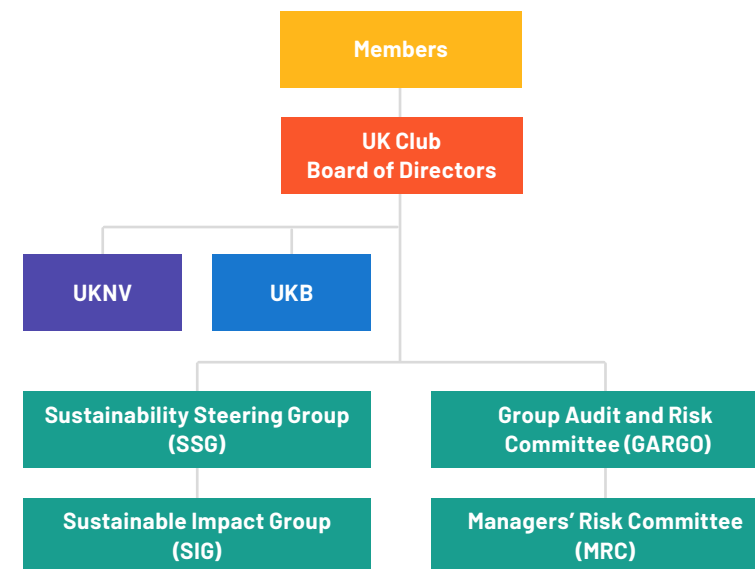 Members
UK Club
Board of Directors
UKNV
UKB
Sustainability Steering Group
(SSG)
Group Audit and Risk
Committee (GARGO)
Sustainable Impact Group
(SIG)
Managers’ Risk Committee
(MRC)